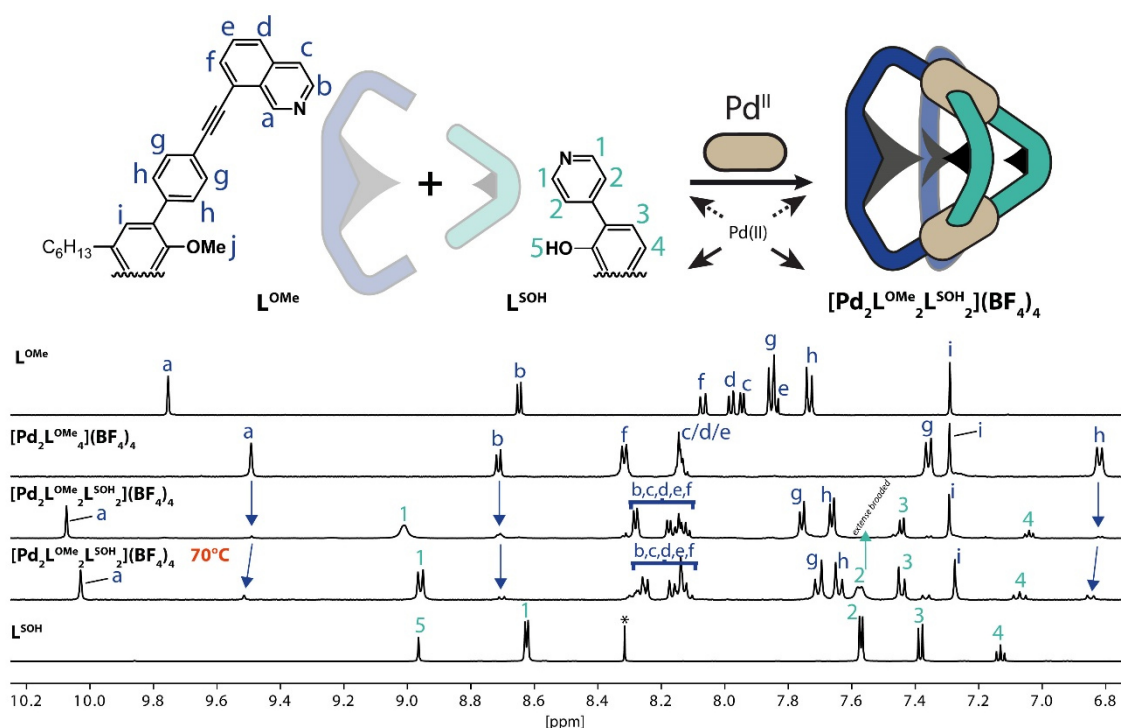 e
d
f
c
b
N
a
g
h
g
i
h
C6H13
OMe
j
LOMe
+
N
1
1
2
2
3
5
HO
4
LSOH
PdII
Pd(II)
[Pd2LOMe2LSOH2](BF4)4
LOMe
a
b
f
d
c
g
e
h
i
[Pd2LOMe4](BF4)4
a
b
f
c/d/e
g
i
h
[Pd2LOMe2LSOH2](BF4)4
a
1
b,c,d,e,f
g
h
extense brooded
3
i
4
[Pd2LOMe2LSOH2](BF4)4 70°C
a
1
b,c,d,e,f
g
h
2
3
i
4
LSOH
5
1
*
2
3
4
10.2 10.0 9.8 9.6 9.4 9.2 9.0 8.8 8.6 8.4 8.2 8.0 7.8 7.6 7.4 7.2 7.0 6.8
[ppm]